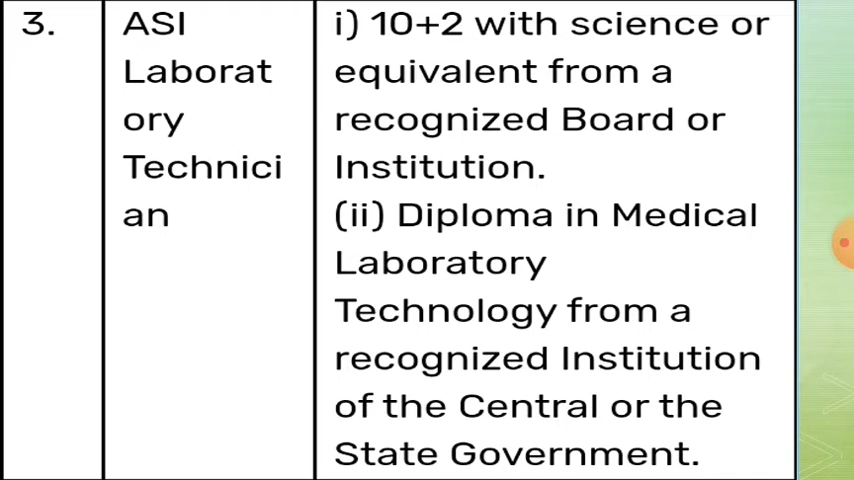 3.
ASI
Laborat
ory
Technici
an
i) 10+2 with science or
equivalent from a
recognized Board or
Institution.
(ii) Diploma in Medical
Laboratory
Technology from a
recognized Institution
of the Central or the
State Government.